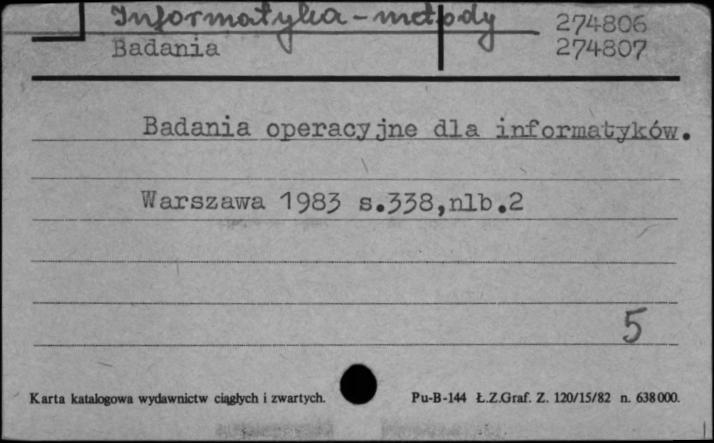 Informatyka - metody 274806
Badania 274807
Badania operacyjne dla informatyków.
Warszawa 1983 s.338,nlb.2
5
Karta katalogowa wydawnictw ciągłych i zwartych. Pu-B-144 Ł.Z.Graf. Z. 120/15/82 n. 638000.